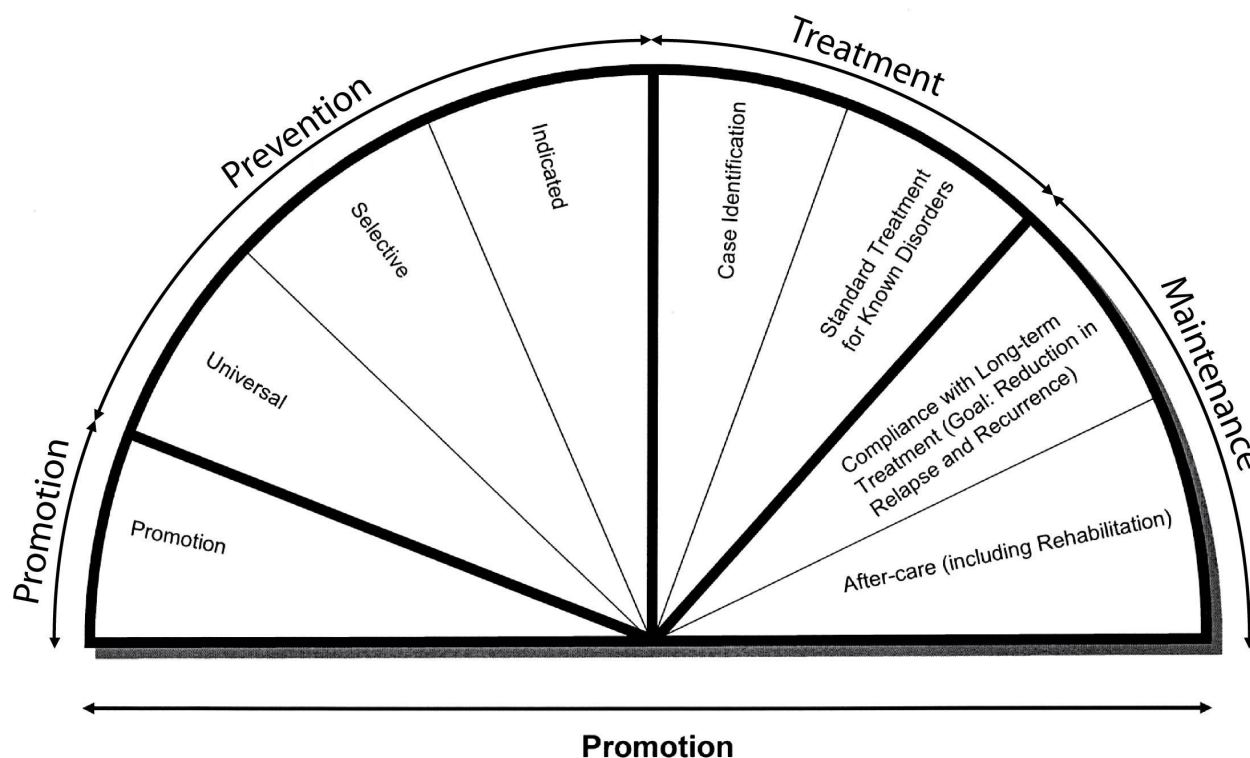 Treatment
Prevention
Maintenance
Promotion
Indicated
Case Identification
Selective
Standard Treatment
for Known Disorders
Universal
Compliance with Long-term
Treatment (Goal: Reduction in
Relapse and Recurrence)
Promotion
After-care (including Rehabilitation)
Promotion